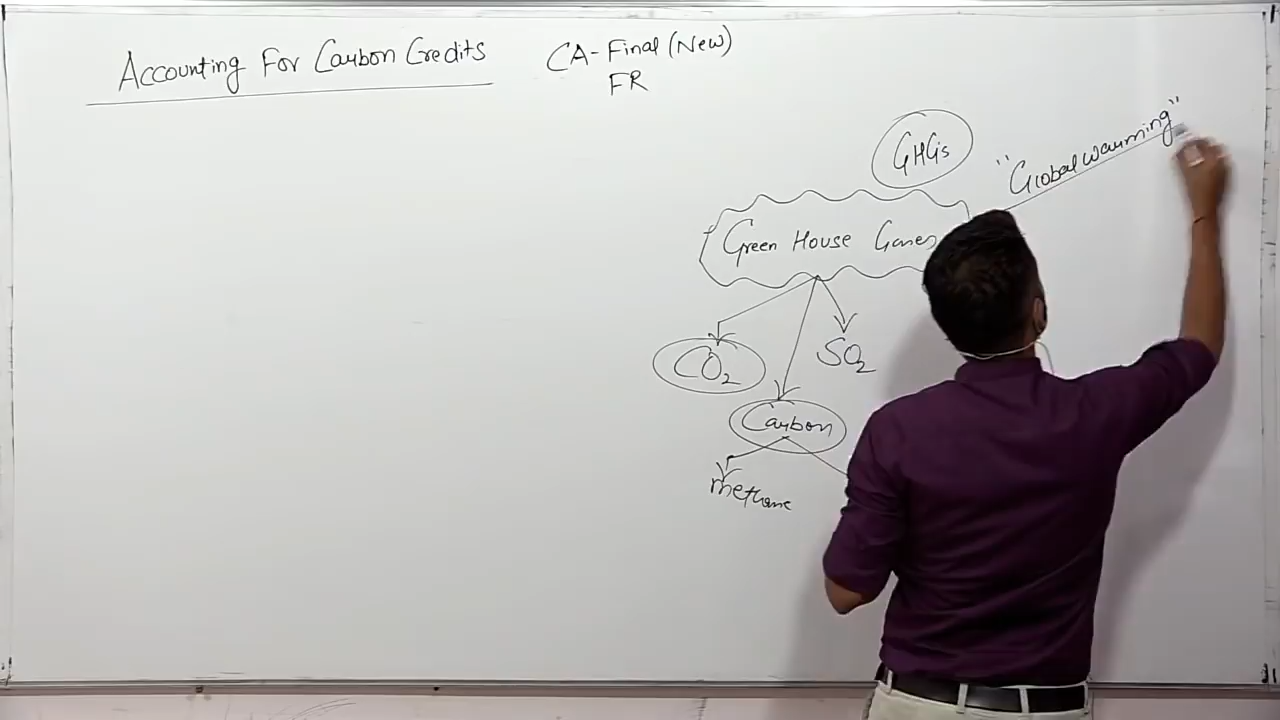 Accounting For Carbon Credits
CA-Final (New)
FR
GHGs
"Global warming"
Green House Gases
CO2
SO2
Carbon
methane